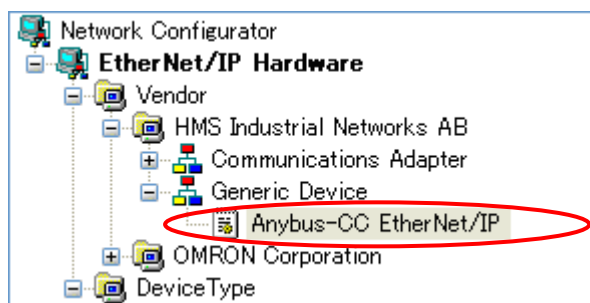 Network Configurator
EtherNet/IP Hardware
Vendor
HMS Industrial Networks AB
Communications Adapter
Generic Device
Anybus-CC EtherNet/IP
OMRON Corporation
DeviceType